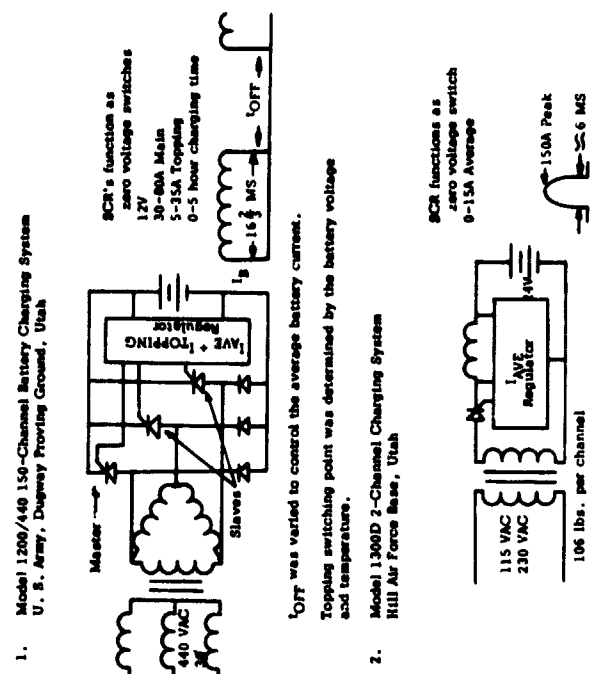 1. Model 1200/440 150-Channel Battery Charging System
U. S. Army, Dugway Proving Ground, Utah
440 VAC
Master
Slaves
I_AVE + I_TOPPING
Regulator
I_B
SCR's function as
zero voltage switches
12V
30-80A Main
5-35A Topping
0-5 hour charging time
16 2/3 MS
t_OFF
t_OFF was varied to control the average battery current.
Topping switching point was determined by the battery voltage
and temperature.
2. Model 1300D 2-Channel Charging System
Hill Air Force Base, Utah
115 VAC
230 VAC
106 lbs. per channel
I_AVE
Regulator
24V
SCR functions as
zero voltage switch
0-15A Average
150A Peak
≈6 MS